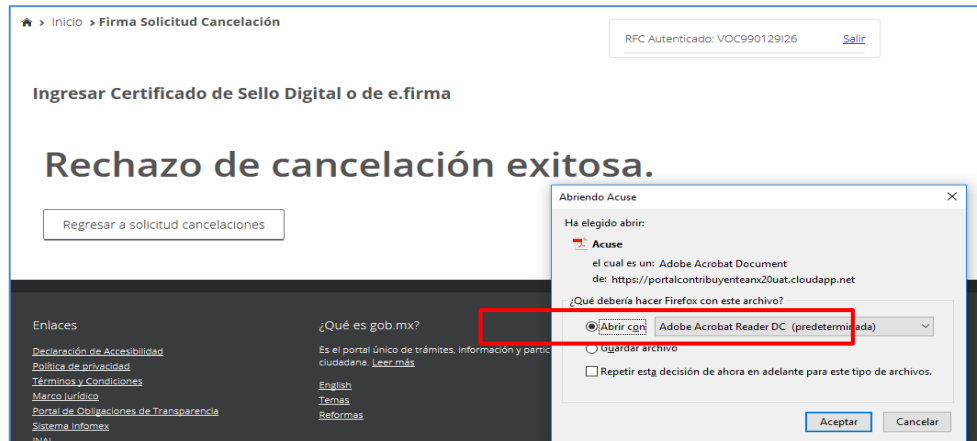 Inicio > Firma Solicitud Cancelación
RFC Autenticado: VOC990129I26 Salir
Ingresar Certificado de Sello Digital o de e.firma
Rechazo de cancelación exitosa.
Regresar a solicitud cancelaciones
Abriendo Acuse
Ha elegido abrir:
Acuse
el cual es un: Adobe Acrobat Document
de: https://portalcontribuyenteanx20uat.cloudapp.net
¿Qué debería hacer Firefox con este archivo?
Abrir con Adobe Acrobat Reader DC (predeterminada)
Guardar archivo
Repetir esta decisión de ahora en adelante para este tipo de archivos.
Aceptar Cancelar
Enlaces
Declaración de Accesibilidad
Política de privacidad
Términos y Condiciones
Marco Jurídico
Portal de Obligaciones de Transparencia
Sistema Infomex
INAI
¿Qué es gob.mx?
Es el portal único de trámites, información y partic
ciudadana. Leer más
English
Temas
Reformas